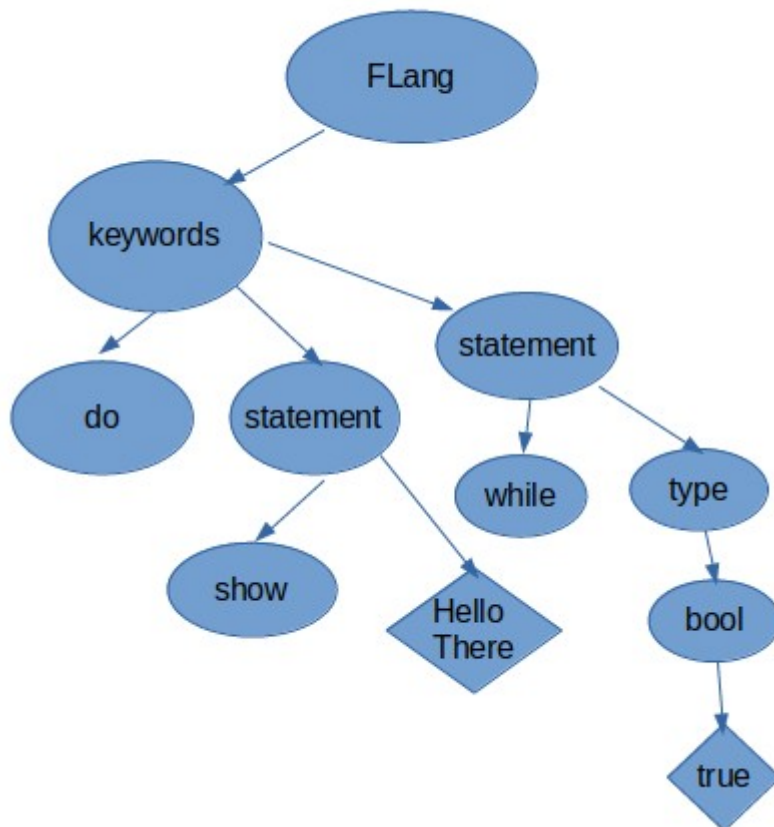 FLang
keywords
statement
do
statement
while
type
show
Hello
There
bool
true